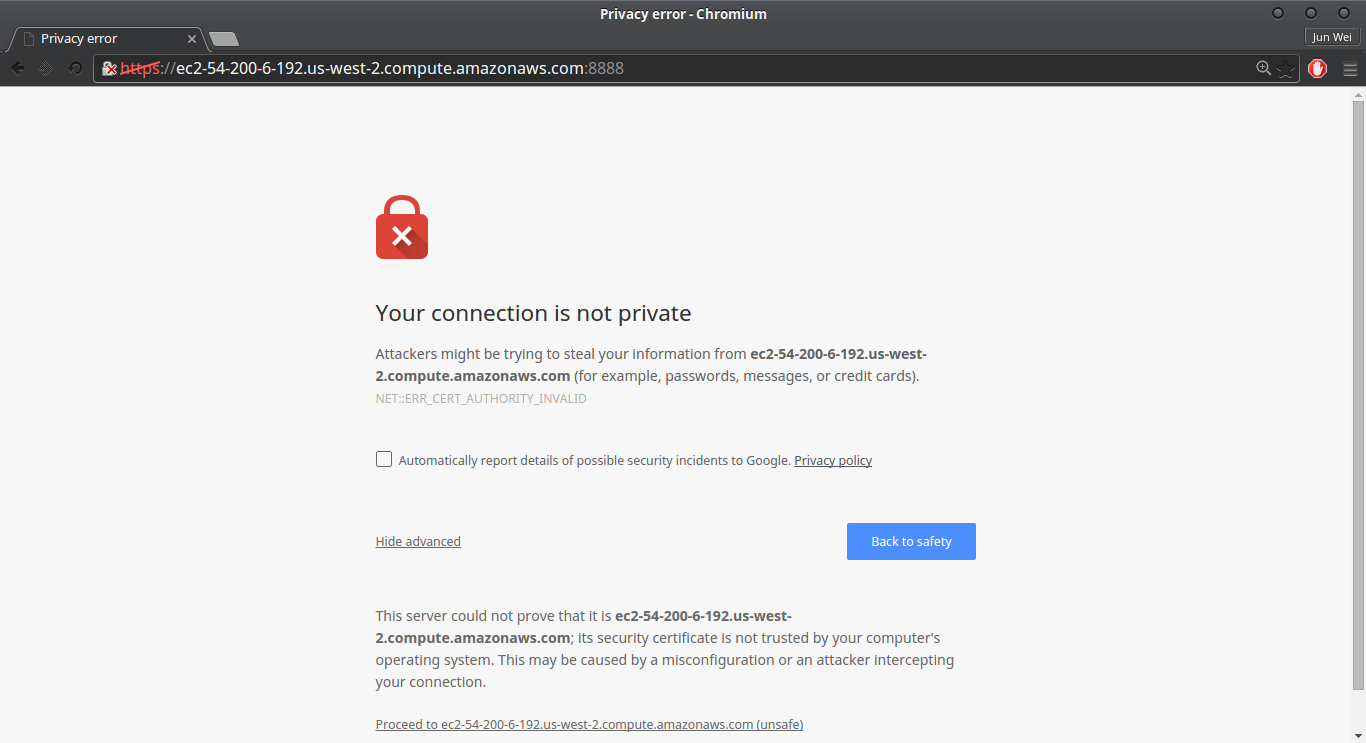 Privacy error - Chromium
Privacy error
Jun Wei
https://ec2-54-200-6-192.us-west-2.compute.amazonaws.com:8888
Your connection is not private
Attackers might be trying to steal your information from ec2-54-200-6-192.us-west-
2.compute.amazonaws.com (for example, passwords, messages, or credit cards).
NET::ERR_CERT_AUTHORITY_INVALID
Automatically report details of possible security incidents to Google. Privacy policy
Hide advanced
Back to safety
This server could not prove that it is ec2-54-200-6-192.us-west-
2.compute.amazonaws.com; its security certificate is not trusted by your computer's
operating system. This may be caused by a misconfiguration or an attacker intercepting
your connection.
Proceed to ec2-54-200-6-192.us-west-2.compute.amazonaws.com (unsafe)